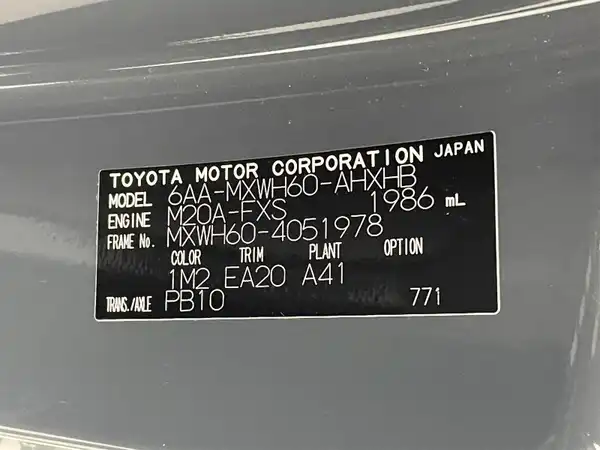 TOYOTA MOTOR CORPORATION JAPAN
MODEL 6AA-MXWH60-AHXHB
ENGINE M20A-FXS 1986 mL
FRAME No. MXWH60-4051978
COLOR TRIM PLANT OPTION
1M2 EA20 A41
TRANS./AXLE PB10 771